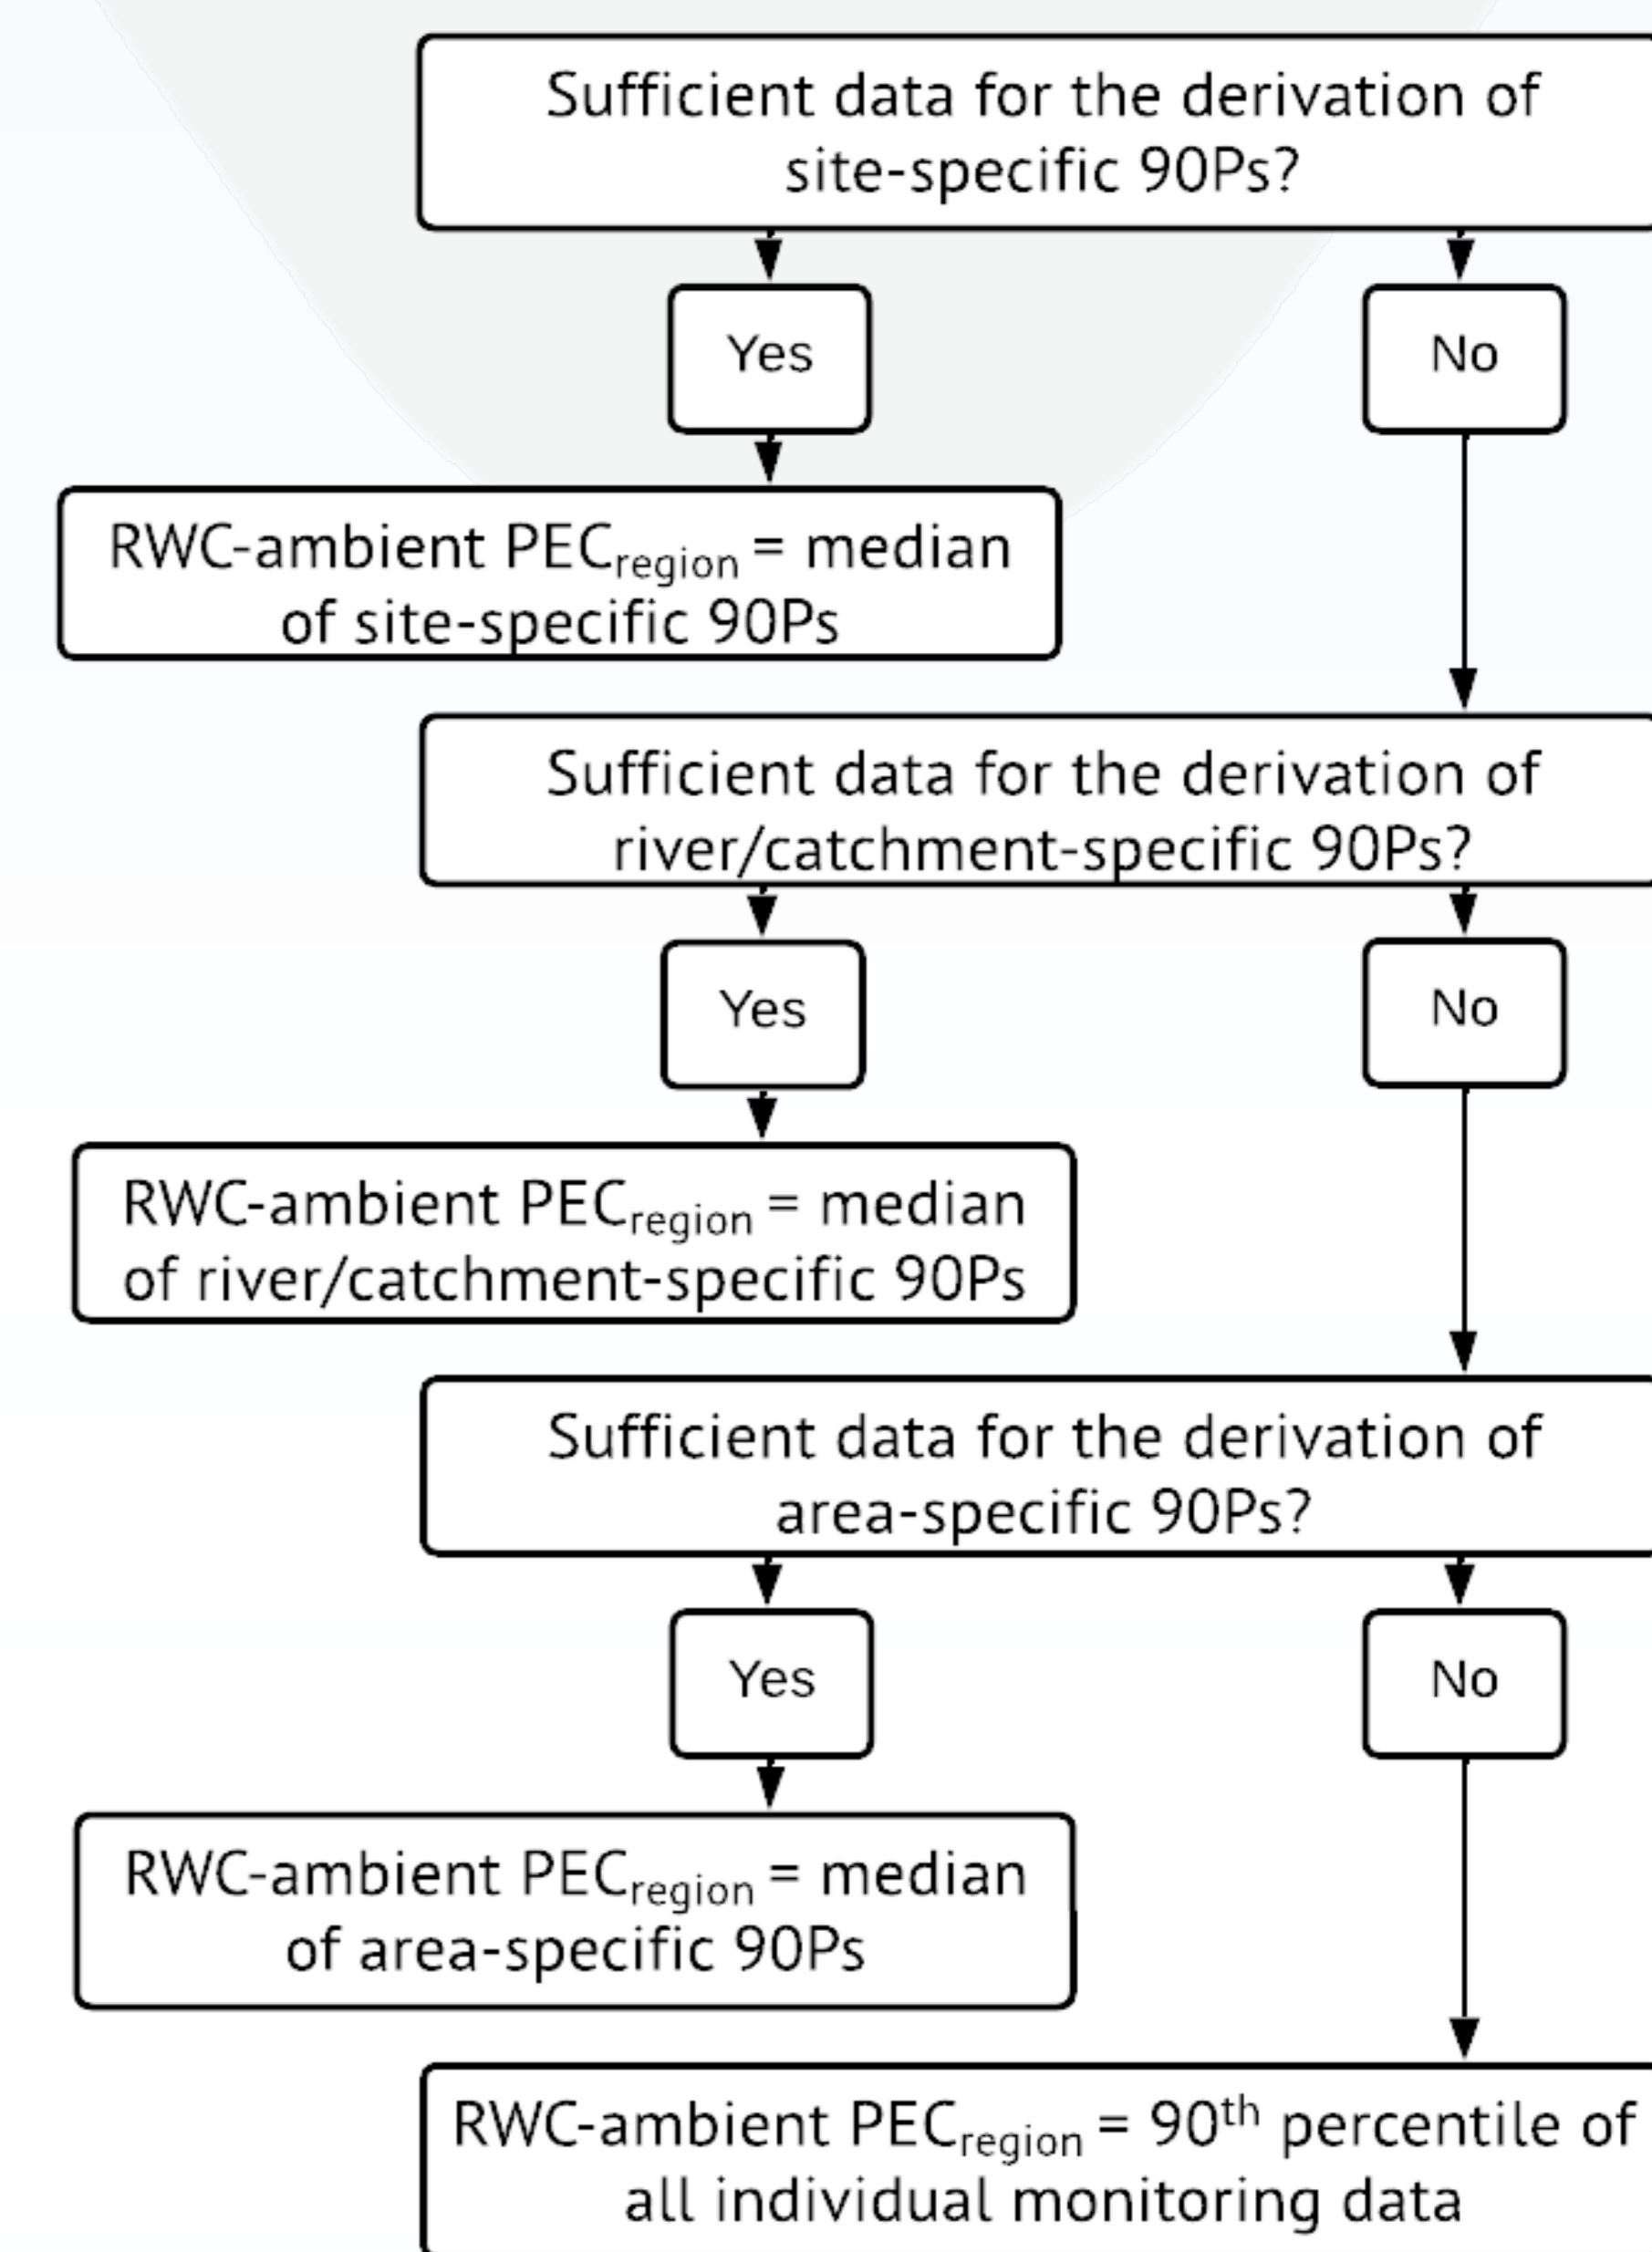 Sufficient data for the derivation of
site-specific 90Ps?
Yes
No
RWC-ambient PECregion = median
of site-specific 90Ps
Sufficient data for the derivation of
river/catchment-specific 90Ps?
Yes
No
RWC-ambient PECregion = median
of river/catchment-specific 90Ps
Sufficient data for the derivation of
area-specific 90Ps?
Yes
No
RWC-ambient PECregion = median
of area-specific 90Ps
RWC-ambient PECregion = 90th percentile of
all individual monitoring data